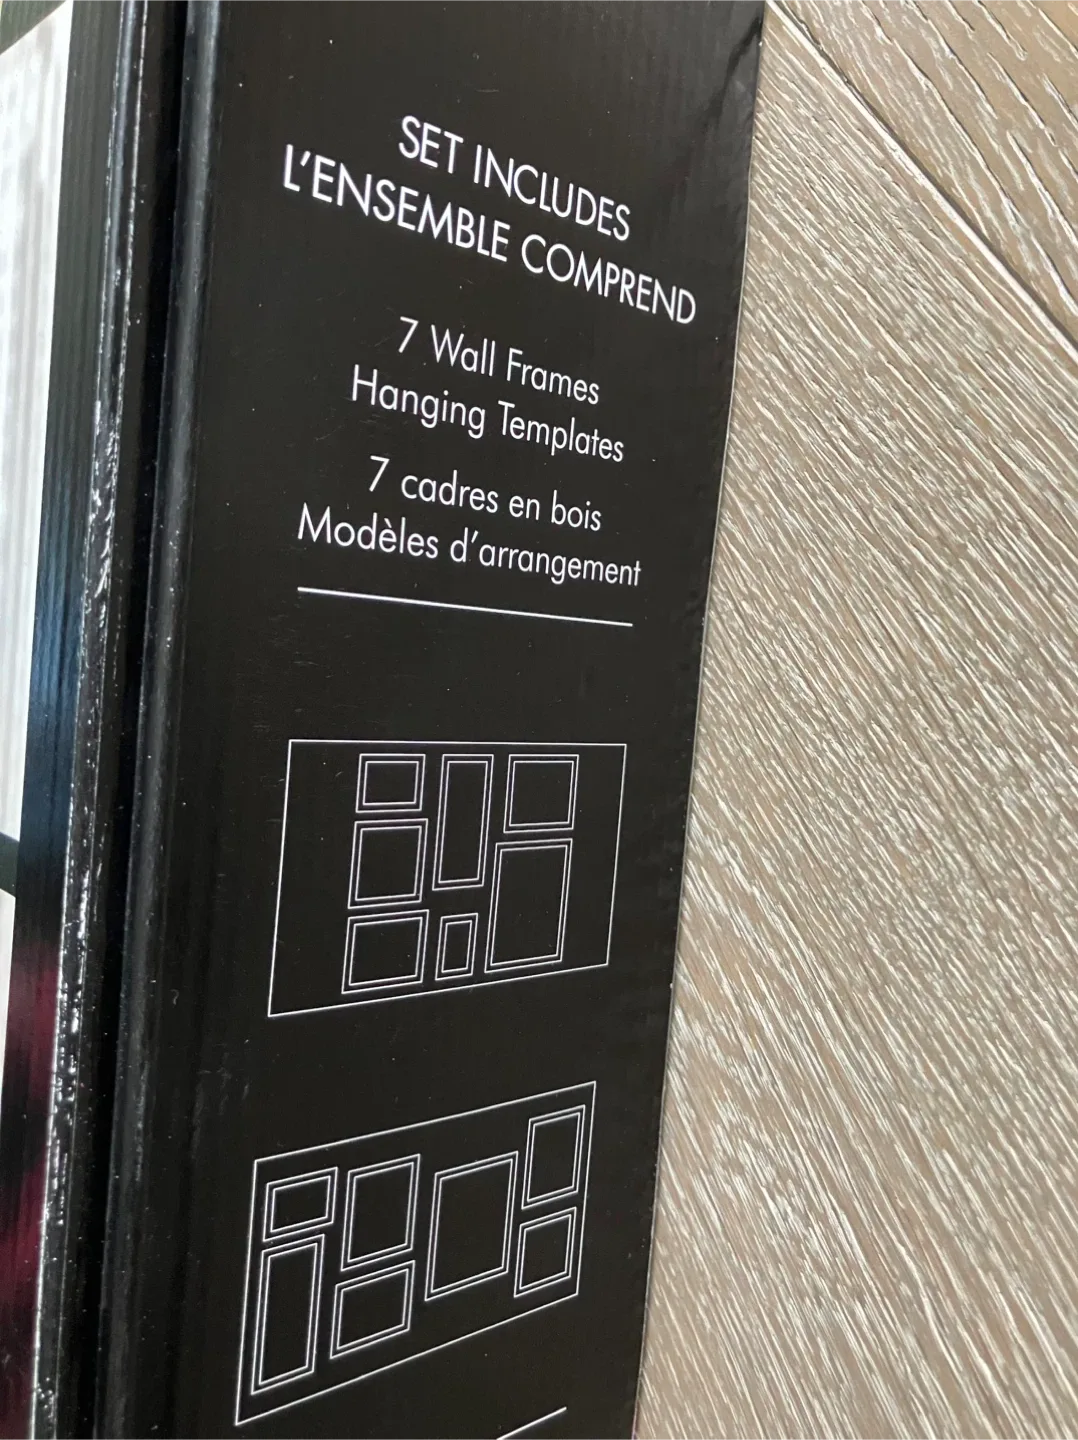 SET INCLUDES
L'ENSEMBLE COMPREND
7 Wall Frames
Hanging Templates
7 cadres en bois
Modèles d'arrangement